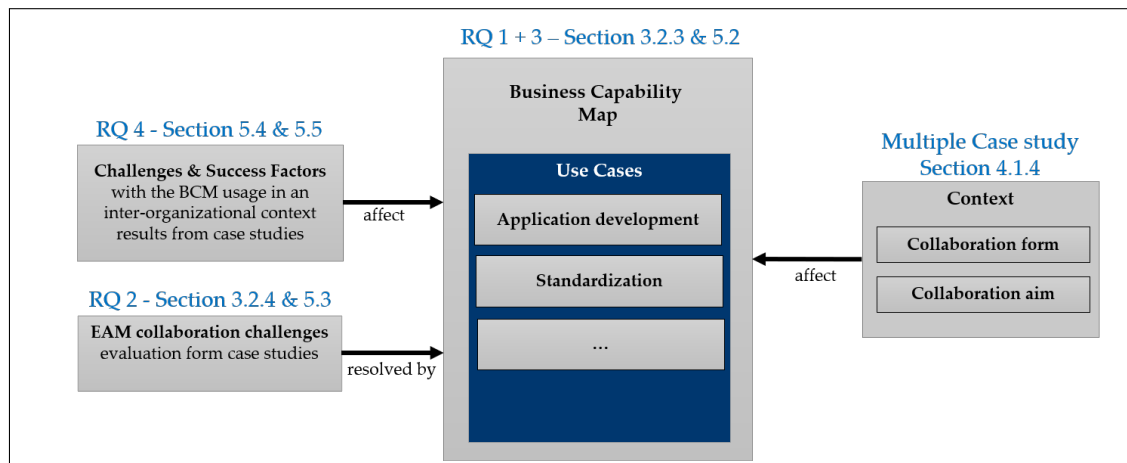 RQ 1 + 3 – Section 3.2.3 & 5.2
Business Capability
Map
Use Cases
Application development
Standardization
...
RQ 4 - Section 5.4 & 5.5
Challenges & Success Factors
with the BCM usage in an
inter-organizational context
results from case studies
affect
RQ 2 - Section 3.2.4 & 5.3
EAM collaboration challenges
evaluation form case studies
resolved by
Multiple Case study
Section 4.1.4
Context
Collaboration form
Collaboration aim
affect